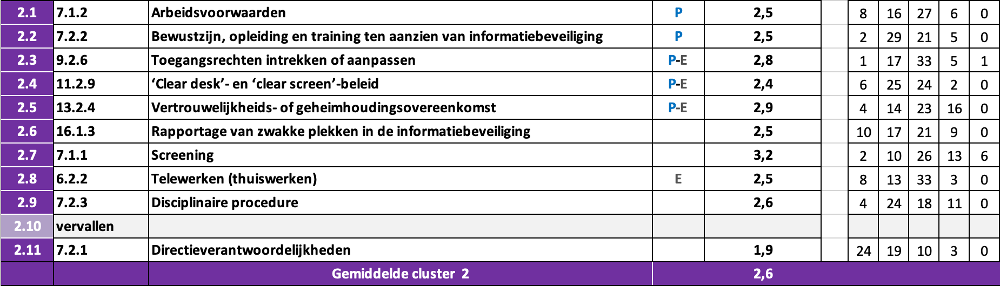 2.1 7.1.2 Arbeidsvoorwaarden P 2,5 8 16 27 6 0
2.2 7.2.2 Bewustzijn, opleiding en training ten aanzien van informatiebeveiliging P 2,5 2 29 21 5 0
2.3 9.2.6 Toegangsrechten intrekken of aanpassen P-E 2,8 1 17 33 5 1
2.4 11.2.9 ‘Clear desk’- en ‘clear screen’-beleid P-E 2,4 6 25 24 2 0
2.5 13.2.4 Vertrouwelijkheids- of geheimhoudingsovereenkomst P-E 2,9 4 14 23 16 0
2.6 16.1.3 Rapportage van zwakke plekken in de informatiebeveiliging 2,5 10 17 21 9 0
2.7 7.1.1 Screening 3,2 2 10 26 13 6
2.8 6.2.2 Telewerken (thuiswerken) E 2,5 8 13 33 3 0
2.9 7.2.3 Disciplinaire procedure 2,6 4 24 18 11 0
2.10 vervallen
2.11 7.2.1 Directieverantwoordelijkheden 1,9 24 19 10 3 0
Gemiddelde cluster 2 2,6